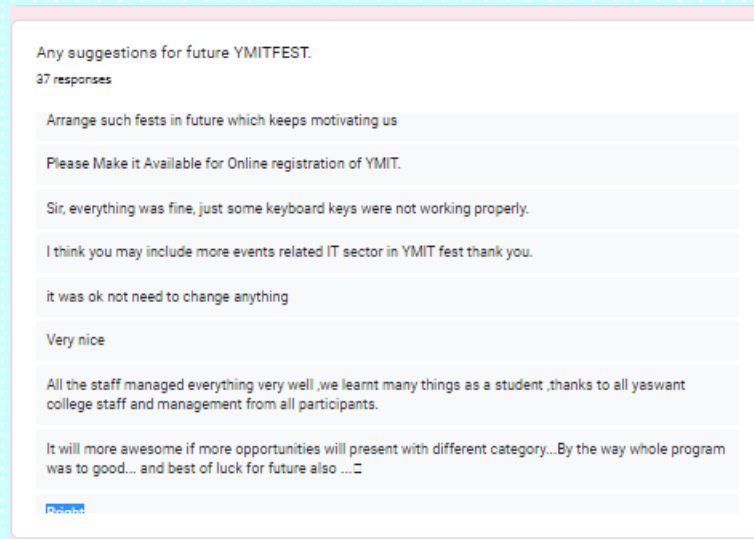 Any suggestions for future YMITFEST.
37 responses
Arrange such fests in future which keeps motivating us
Please Make it Available for Online registration of YMIT.
Sir, everything was fine, just some keyboard keys were not working properly.
I think you may include more events related IT sector in YMIT fest thank you.
it was ok not need to change anything
Very nice
All the staff managed everything very well ,we learnt many things as a student ,thanks to all yaswant
college staff and management from all participants.
It will more awesome if more opportunities will present with different category...By the way whole program
was to good... and best of luck for future also ...
Bright